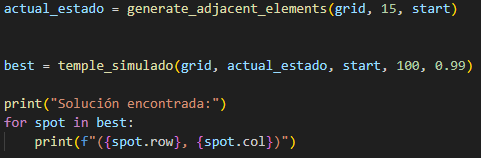 actual_estado = generate_adjacent_elements(grid, 15, start)
best = temple_simulado(grid, actual_estado, start, 100, 0.99)
print("Solución encontrada:")
for spot in best:
    print(f"({spot.row}, {spot.col})")